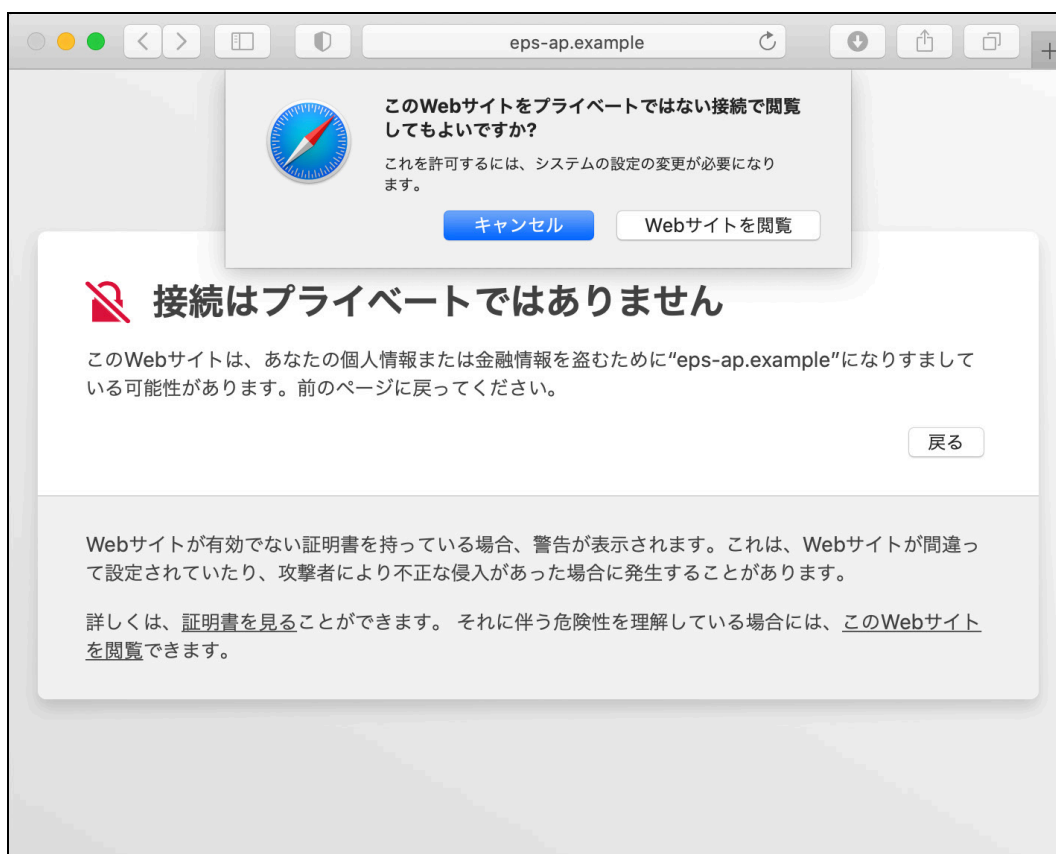 eps-ap.example
このWebサイトをプライベートではない接続で閲覧
してもよいですか?
これを許可するには、システムの設定の変更が必要になり
ます。
キャンセル
Webサイトを閲覧
接続はプライベートではありません
このWebサイトは、あなたの個人情報または金融情報を盗むために“eps-ap.example”になりすまして
いる可能性があります。前のページに戻ってください。
戻る
Webサイトが有効でない証明書を持っている場合、警告が表示されます。これは、Webサイトが間違っ
て設定されていたり、攻撃者により不正な侵入があった場合に発生することがあります。
詳しくは、証明書を見ることができます。 それに伴う危険性を理解している場合には、このWebサイト
を閲覧できます。